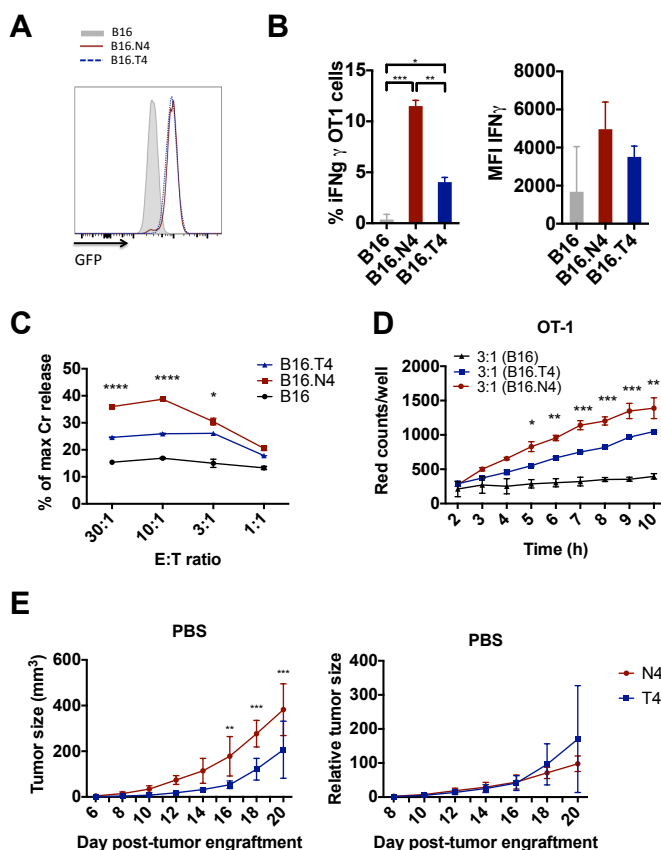 A
B16
B16.N4
B16.T4
GFP
B
% iFNg γ OT1 cells
15
10
5
0
*
***
**
B16
B16.N4
B16.T4
MFI IFNγ
8000
6000
4000
2000
0
B16
B16.N4
B16.T4
C
% of max Cr release
50
40
30
20
10
0
****
****
*
B16.T4
B16.N4
B16
30:1
10:1
3:1
1:1
E:T ratio
D
OT-1
3:1 (B16)
3:1 (B16.T4)
3:1 (B16.N4)
Red counts/well
2000
1500
1000
500
0
*
**
***
***
***
**
2 3 4 5 6 7 8 9 10
Time (h)
E
PBS
Tumor size (mm³)
600
400
200
0
**
***
***
6 8 10 12 14 16 18 20
Day post-tumor engraftment
PBS
Relative tumor size
400
300
200
100
0
8 10 12 14 16 18 20
Day post-tumor engraftment
N4
T4